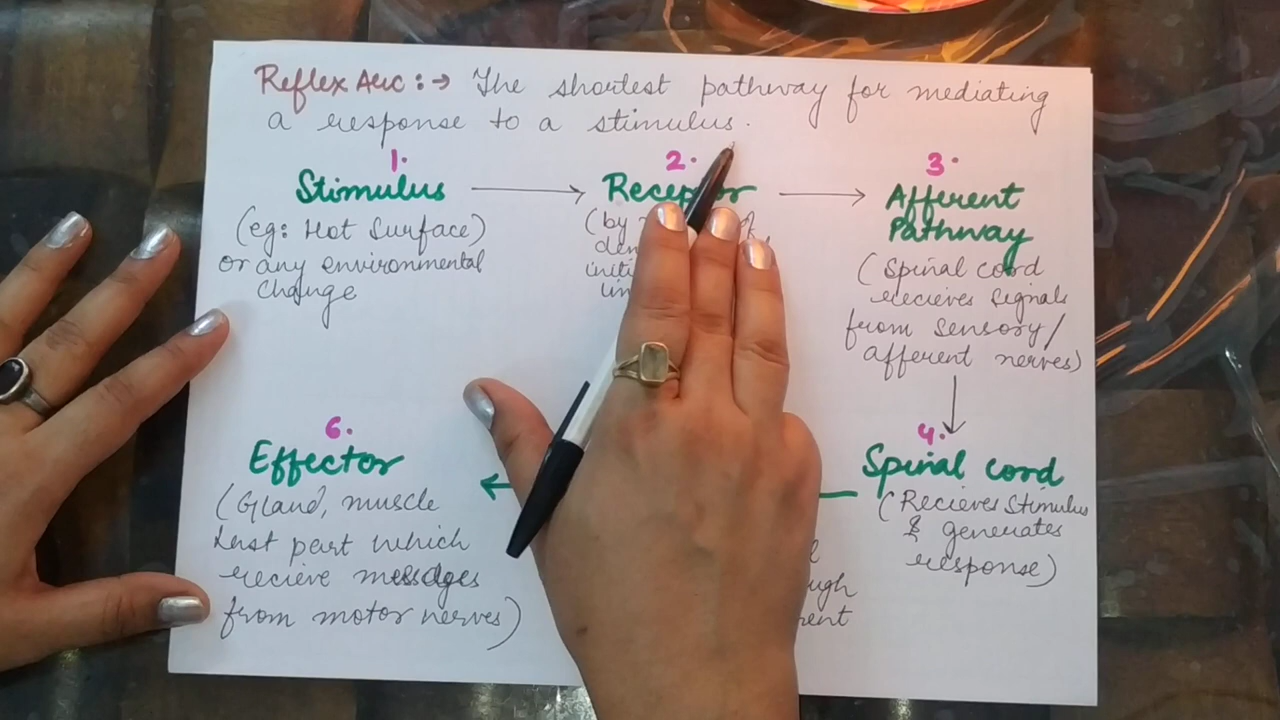 Reflex Arc :→ The shortest pathway for mediating
a response to a stimulus.
1.
Stimulus
(eg: Hot Surface)
or any environmental
change
2.
Receptor
(by
3.
Afferent
Pathway
(Spinal cord
recieves signals
from sensory/
afferent nerves)
4.
Spinal cord
(Recieves Stimulus
& generates
response)
6.
Effector
(Gland, muscle
last part which
recieve messages
from motor nerves)